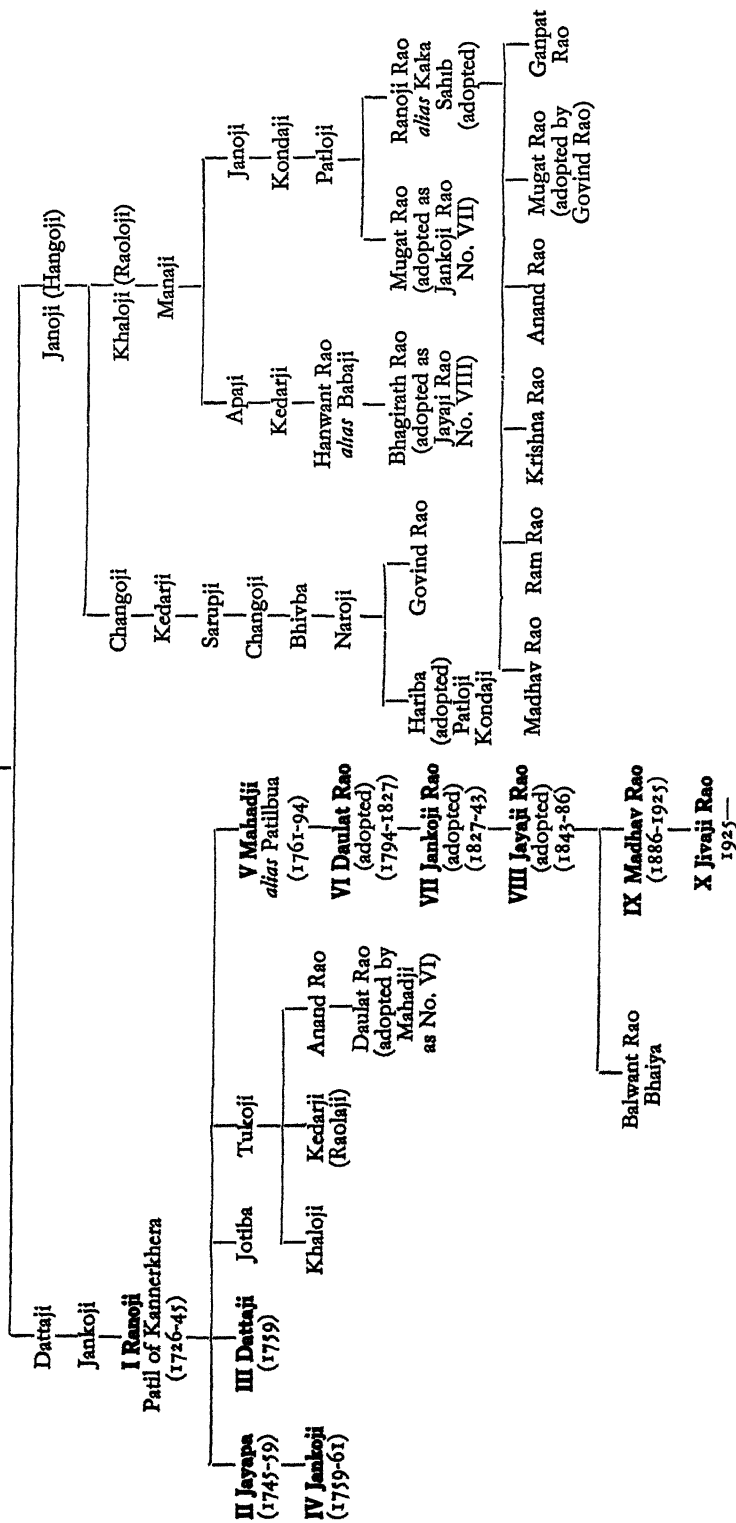 Dattaji
Jankoji
I Ranoji
Patil of Kannerkhera
(1726-45)
II Jayapa
(1745-59)
IV Jankoji
(1759-61)
III Dattaji
(1759)
Jotiba
Tukoji
Khaloji
Kedarji
(Raolaji)
Anand Rao
Daulat Rao
(adopted by
Mahadji
as No. VI)
V Mahadji
alias Patilbua
(1761-94)
VI Daulat Rao
(adopted)
(1794-1827)
VII Jankoji Rao
(adopted)
(1827-43)
VIII Jayaji Rao
(adopted)
(1843-86)
Balwant Rao
Bhaiya
IX Madhav Rao
(1886-1925)
X Jivaji Rao
1925—
Janoji (Hangoji)
Changoji
Kedarji
Sarupji
Changoji
Bhivba
Naroji
Hariba
(adopted)
Patloji
Kondaji
Govind Rao
Khaloji (Raoloji)
Manaji
Apaji
Kedarji
Hanwant Rao
alias Babaji
Bhagirath Rao
(adopted as
Jayaji Rao
No. VIII)
Janoji
Kondaji
Patloji
Mugat Rao
(adopted as
Jankoji Rao
No. VII)
Ranoji Rao
alias Kaka
Sahib
(adopted)
Madhav Rao
Ram Rao
Krishna Rao
Anand Rao
Mugat Rao
(adopted by
Govind Rao)
Ganpat
Rao